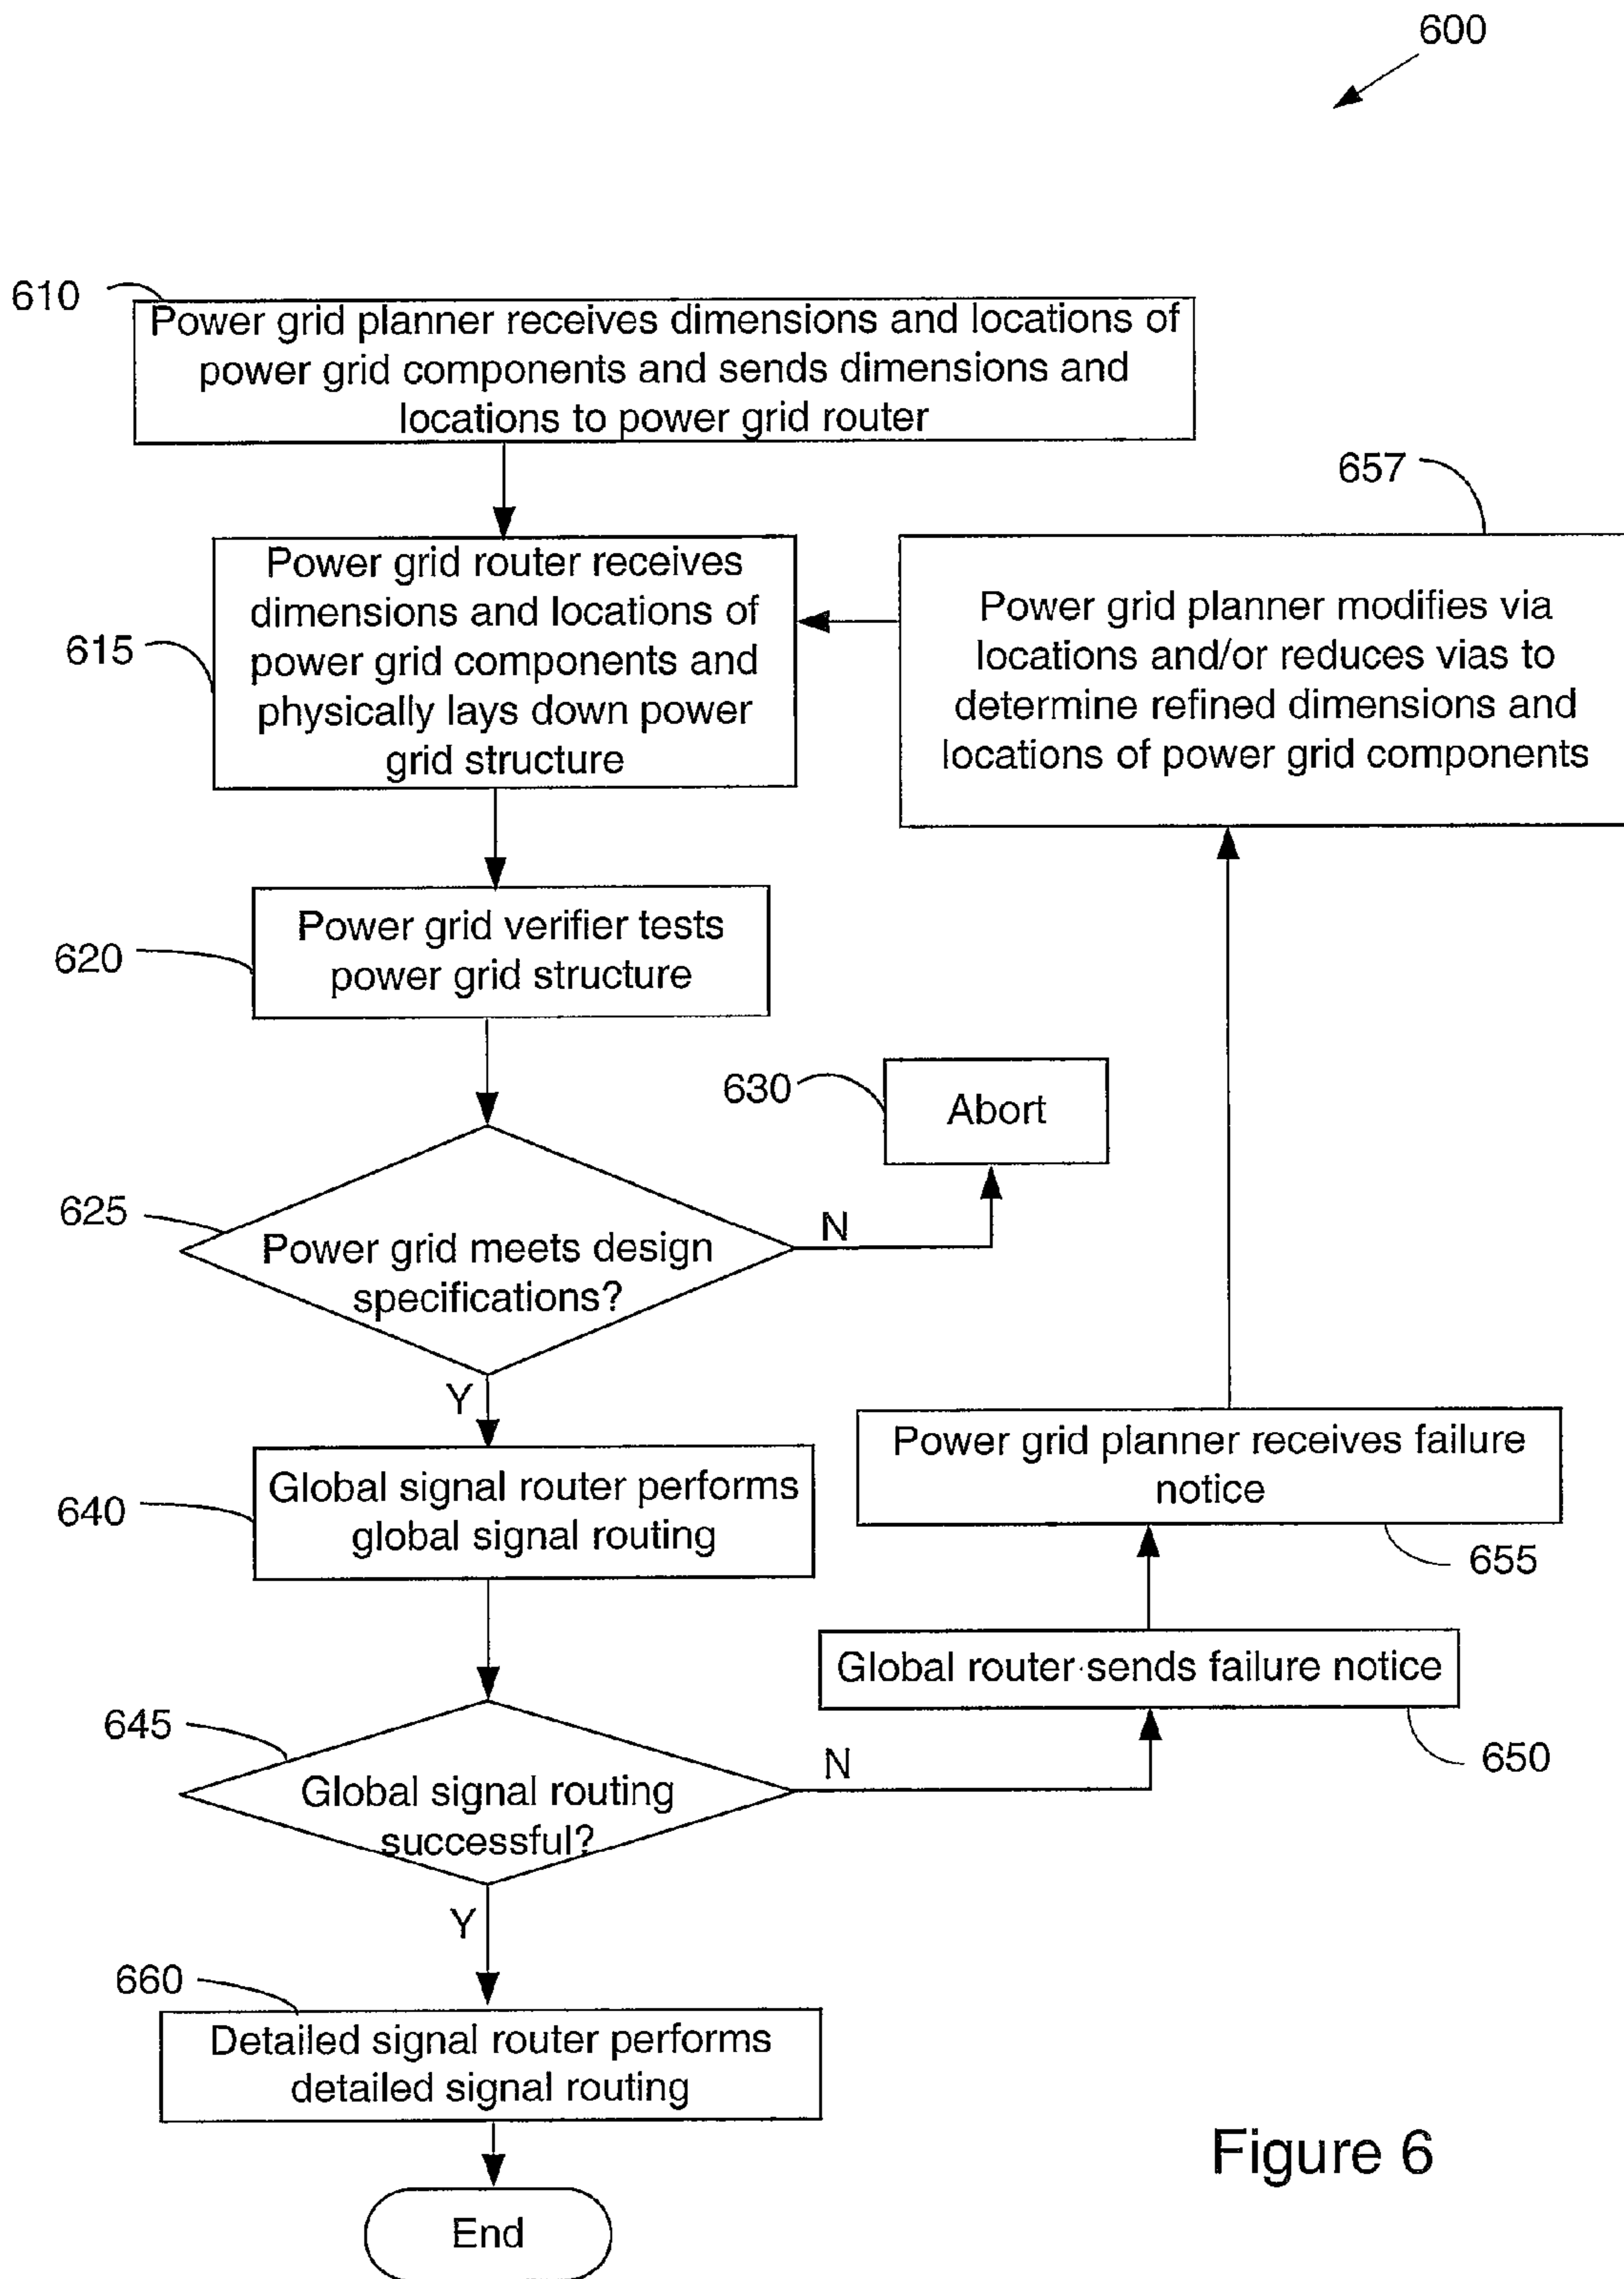 600
610
Power grid planner receives dimensions and locations of
power grid components and sends dimensions and
locations to power grid router
657
615
Power grid router receives
dimensions and locations of
power grid components and
physically lays down power
grid structure
Power grid planner modifies via
locations and/or reduces vias to
determine refined dimensions and
locations of power grid components
620
Power grid verifier tests
power grid structure
630
Abort
625
Power grid meets design
specifications?
N
Y
640
Global signal router performs
global signal routing
Power grid planner receives failure
notice
655
Global router sends failure notice
650
645
Global signal routing
successful?
N
Y
660
Detailed signal router performs
detailed signal routing
End
Figure 6